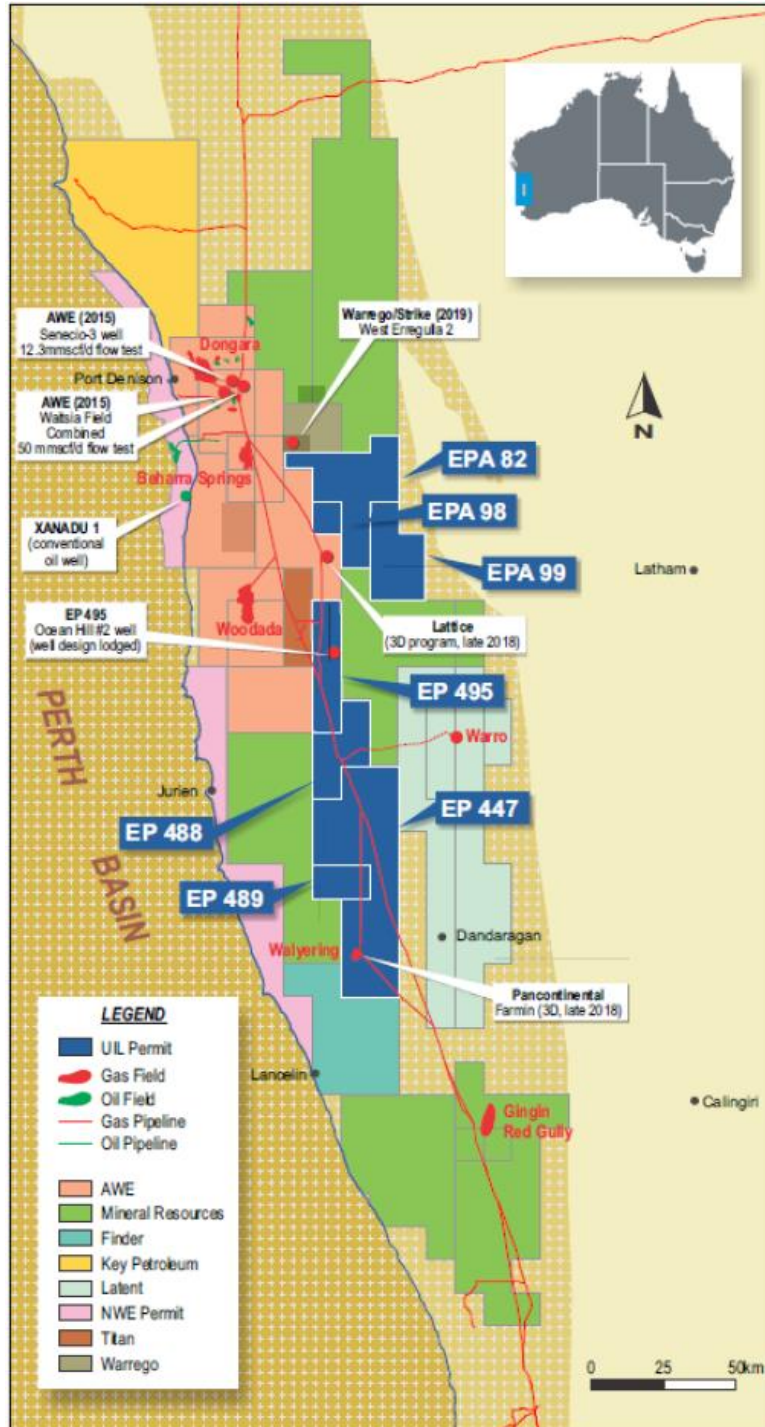 AWE (2015)
Senecio-3 well
12.3mmscf/d flow test
Warrego/Strike (2019)
West Erregulla 2
Dongara
Port Denison
N
AWE (2015)
Waitsia Field
Combined
50 mmscf/d flow test
EPA 82
Beharra Springs
EPA 98
XANADU 1
(conventional
oil well)
EPA 99
Latham
EP 495
Ocean Hill #2 well
(well design lodged)
Woodada
Lattice
(3D program, late 2018)
EP 495
PERTH
BASIN
Warro
Jurien
EP 488
EP 447
EP 489
Dandaragan
Walyering
Pancontinental
Farmin (3D, late 2018)
LEGEND
UIL Permit
Gas Field
Oil Field
Gas Pipeline
Oil Pipeline
AWE
Mineral Resources
Finder
Key Petroleum
Latent
NWE Permit
Titan
Warrego
Lancelin
Calingiri
Gingin
Red Gully
0 25 50km